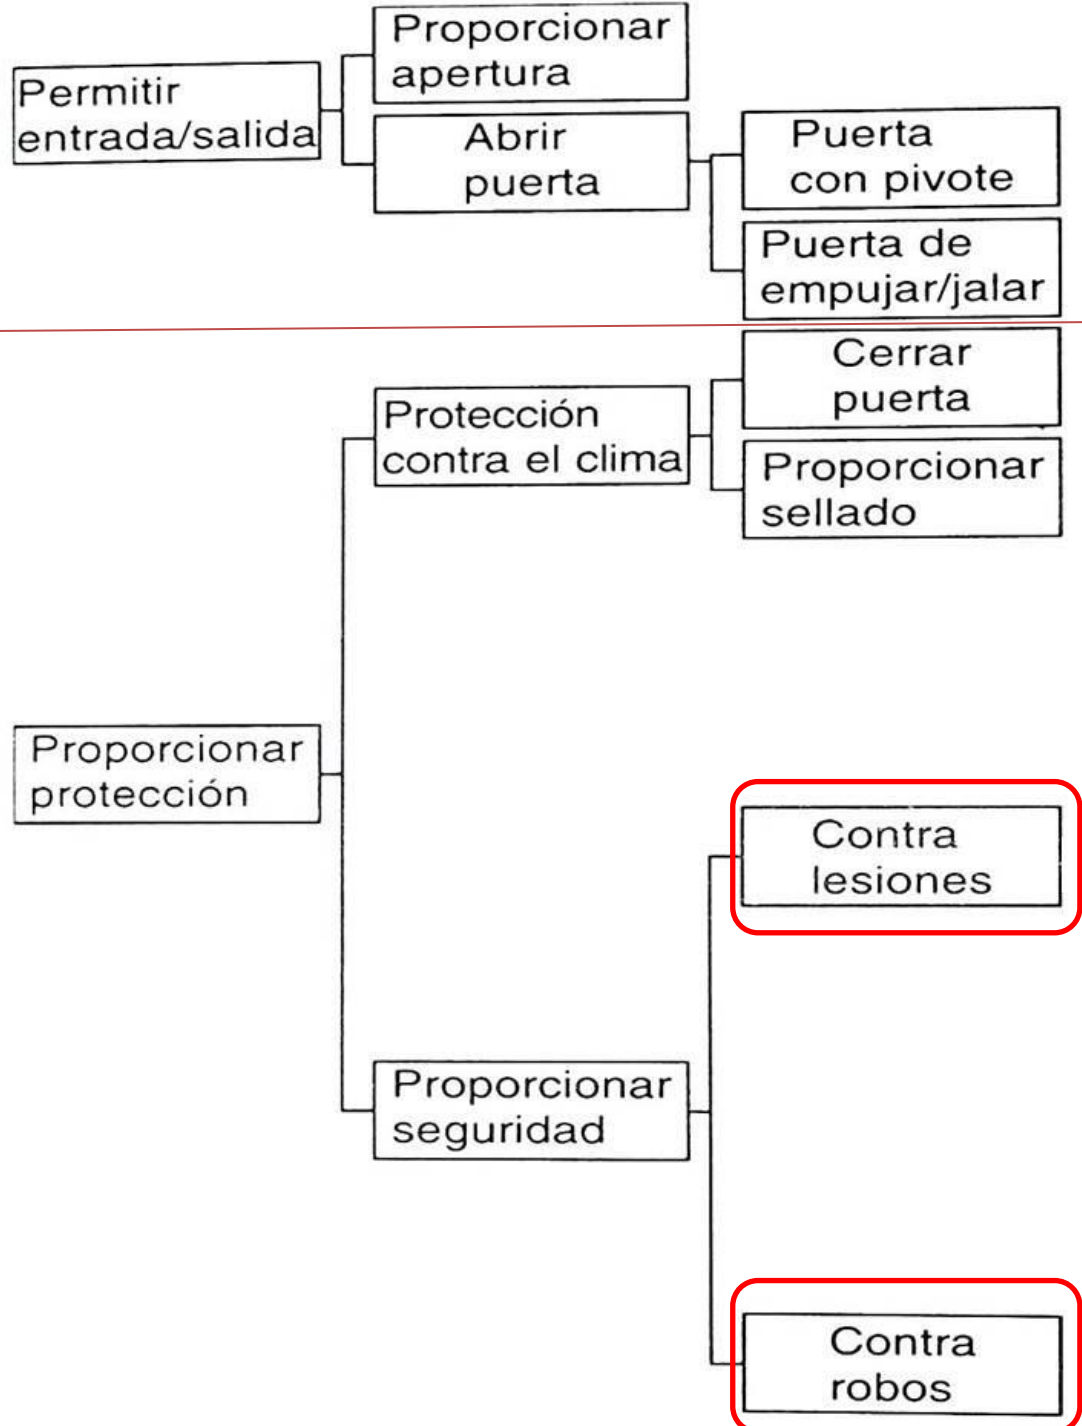 Proporcionar
apertura
Permitir
entrada/salida
Abrir
puerta
Puerta
con pivote
Puerta de
empujar/jalar
Cerrar
puerta
Protección
contra el clima
Proporcionar
sellado
Proporcionar
protección
Contra
lesiones
Proporcionar
seguridad
Contra
robos